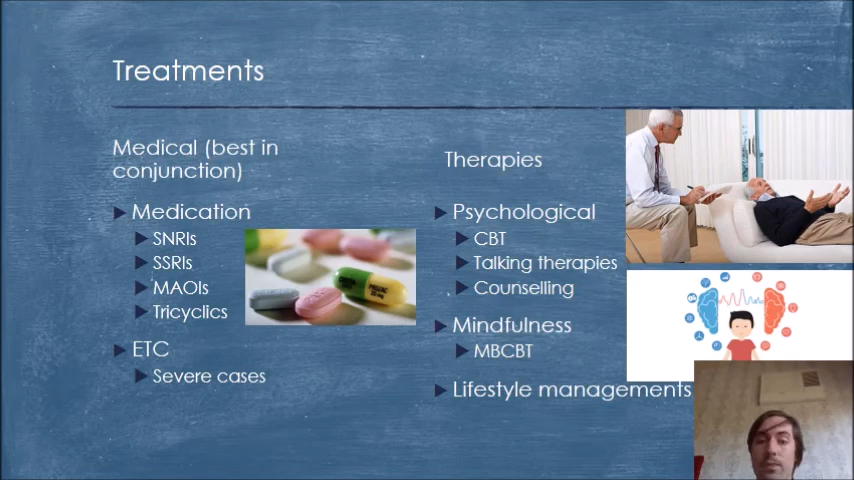 Treatments
Medical (best in
conjunction)
Medication
SNRIs
SSRIs
MAOIs
Tricyclics
ETC
Severe cases
Therapies
Psychological
CBT
Talking therapies
Counselling
Mindfulness
MBCBT
Lifestyle managements